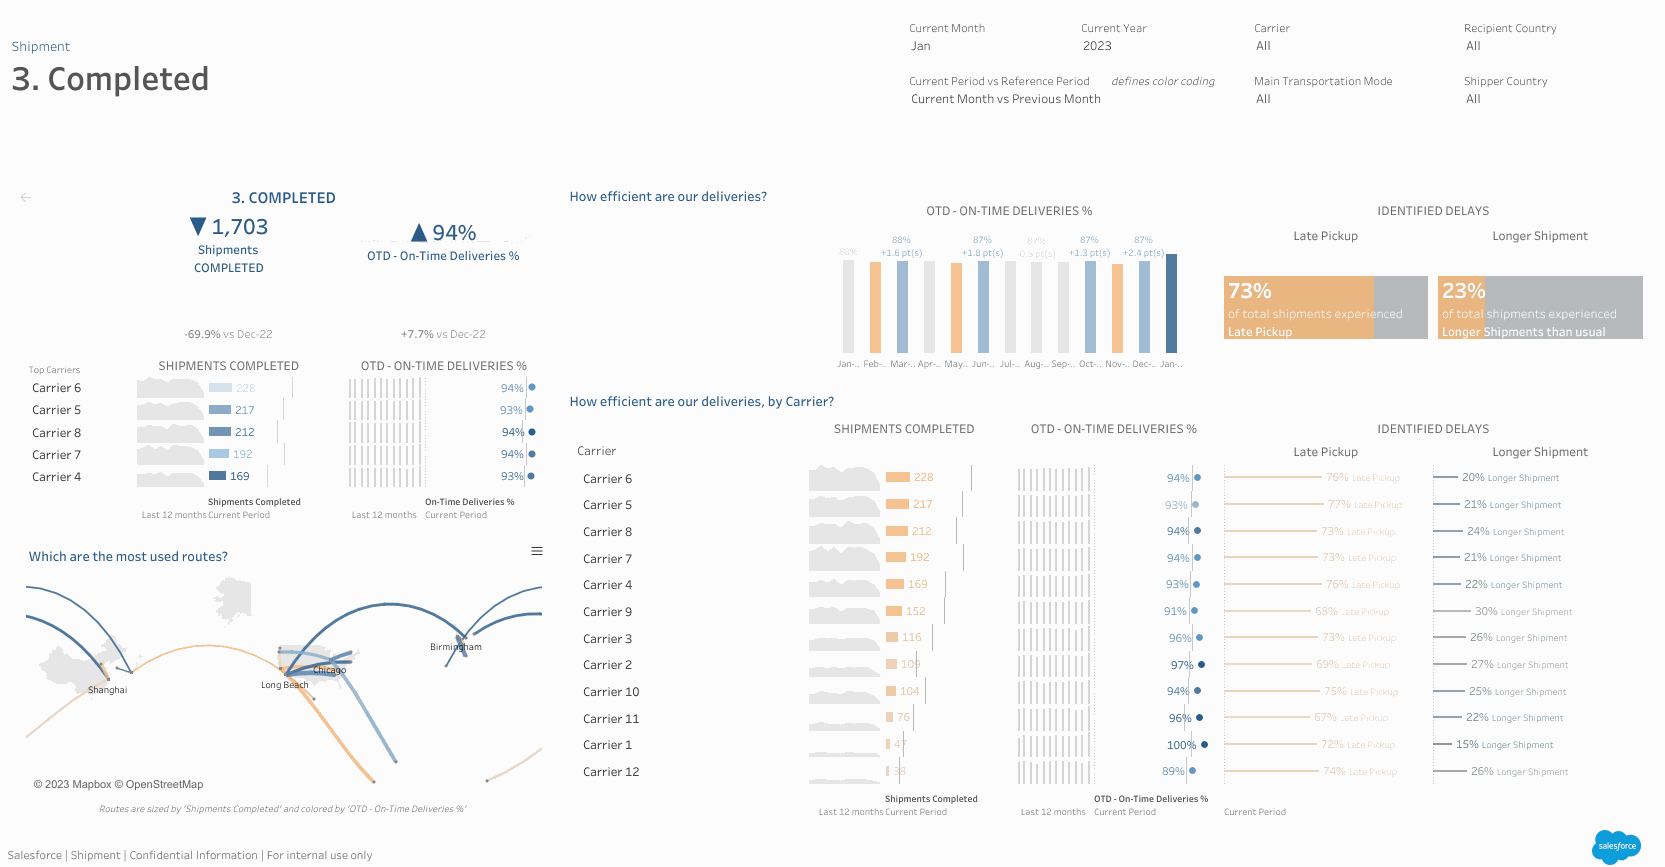 Shipment
3. Completed
Current Month
Jan
Current Year
2023
Carrier
All
Recipient Country
All
Current Period vs Reference Period
defines color coding
Current Month vs Previous Month
Main Transportation Mode
All
Shipper Country
All
←
3. COMPLETED
▼ 1,703
Shipments
COMPLETED
▲ 94%
OTD - On-Time Deliveries %
-69.9% vs Dec-22
+7.7% vs Dec-22
Top Carriers
SHIPMENTS COMPLETED
OTD - ON-TIME DELIVERIES %
Carrier 6 228 94%
Carrier 5 217 93%
Carrier 8 212 94%
Carrier 7 192 94%
Carrier 4 169 93%
Shipments Completed
On-Time Deliveries %
Last 12 months Current Period
Last 12 months Current Period
Which are the most used routes?
Shanghai
Long Beach
Chicago
Birmingham
© 2023 Mapbox © OpenStreetMap
Routes are sized by 'Shipments Completed' and colored by 'OTD - On-Time Deliveries %'
How efficient are our deliveries?
OTD - ON-TIME DELIVERIES %
88%
88%
+1.6 pt(s)
87%
+1.8 pt(s)
87%
-0.5 pt(s)
87%
+1.3 pt(s)
87%
+2.4 pt(s)
Jan-.. Feb-.. Mar-.. Apr-.. May.. Jun-.. Jul-.. Aug-.. Sep-.. Oct-.. Nov-.. Dec-.. Jan-..
IDENTIFIED DELAYS
Late Pickup
Longer Shipment
73%
of total shipments experienced
Late Pickup
23%
of total shipments experienced
Longer Shipments than usual
How efficient are our deliveries, by Carrier?
SHIPMENTS COMPLETED
OTD - ON-TIME DELIVERIES %
IDENTIFIED DELAYS
Carrier
Late Pickup
Longer Shipment
Carrier 6 228 94% 76% Late Pickup 20% Longer Shipment
Carrier 5 217 93% 77% Late Pickup 21% Longer Shipment
Carrier 8 212 94% 73% Late Pickup 24% Longer Shipment
Carrier 7 192 94% 73% Late Pickup 21% Longer Shipment
Carrier 4 169 93% 76% Late Pickup 22% Longer Shipment
Carrier 9 152 91% 68% Late Pickup 30% Longer Shipment
Carrier 3 116 96% 73% Late Pickup 26% Longer Shipment
Carrier 2 109 97% 69% Late Pickup 27% Longer Shipment
Carrier 10 104 94% 75% Late Pickup 25% Longer Shipment
Carrier 11 76 96% 67% Late Pickup 22% Longer Shipment
Carrier 1 47 100% 72% Late Pickup 15% Longer Shipment
Carrier 12 38 89% 74% Late Pickup 26% Longer Shipment
Shipments Completed
OTD - On-Time Deliveries %
Last 12 months Current Period
Last 12 months Current Period
Current Period
Salesforce | Shipment | Confidential Information | For internal use only
salesforce